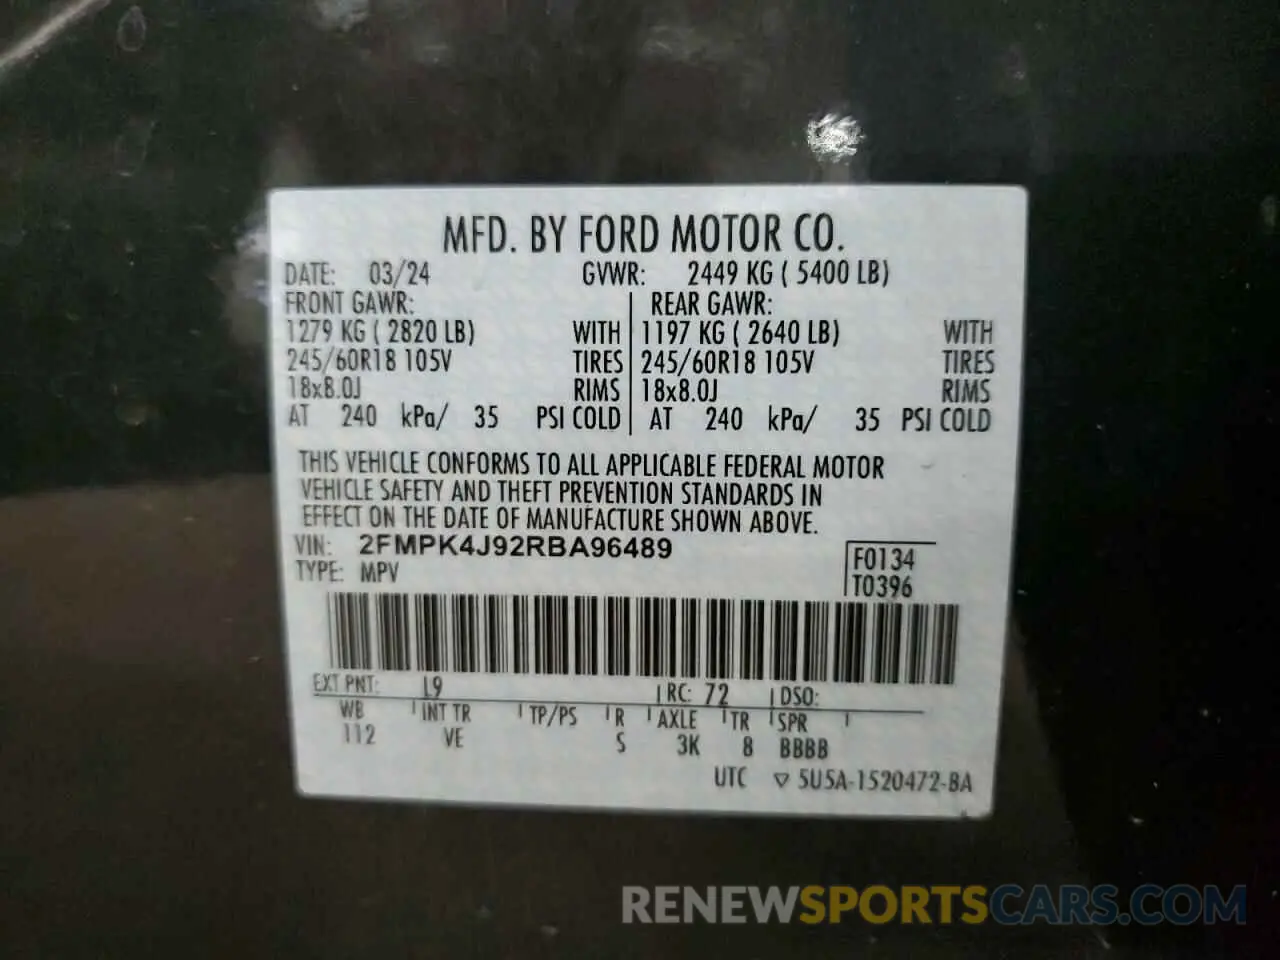 MFD. BY FORD MOTOR CO.
DATE: 03/24 GVWR: 2449 KG ( 5400 LB)
FRONT GAWR: REAR GAWR:
1279 KG ( 2820 LB) WITH 1197 KG ( 2640 LB) WITH
245/60R18 105V TIRES 245/60R18 105V TIRES
18x8.0J RIMS 18x8.0J RIMS
AT 240 kPa/ 35 PSI COLD AT 240 kPa/ 35 PSI COLD
THIS VEHICLE CONFORMS TO ALL APPLICABLE FEDERAL MOTOR
VEHICLE SAFETY AND THEFT PREVENTION STANDARDS IN
EFFECT ON THE DATE OF MANUFACTURE SHOWN ABOVE.
VIN: 2FMPK4J92RBA96489 F0134
TYPE: MPV T0396
EXT PNT: L9 RC: 72 DSO:
WB INT TR TP/PS R AXLE TR SPR
112 VE S 3K 8 BBBB
UTC ▽ 5U5A-1520472-BA
RENEWSPORTSCARS.COM